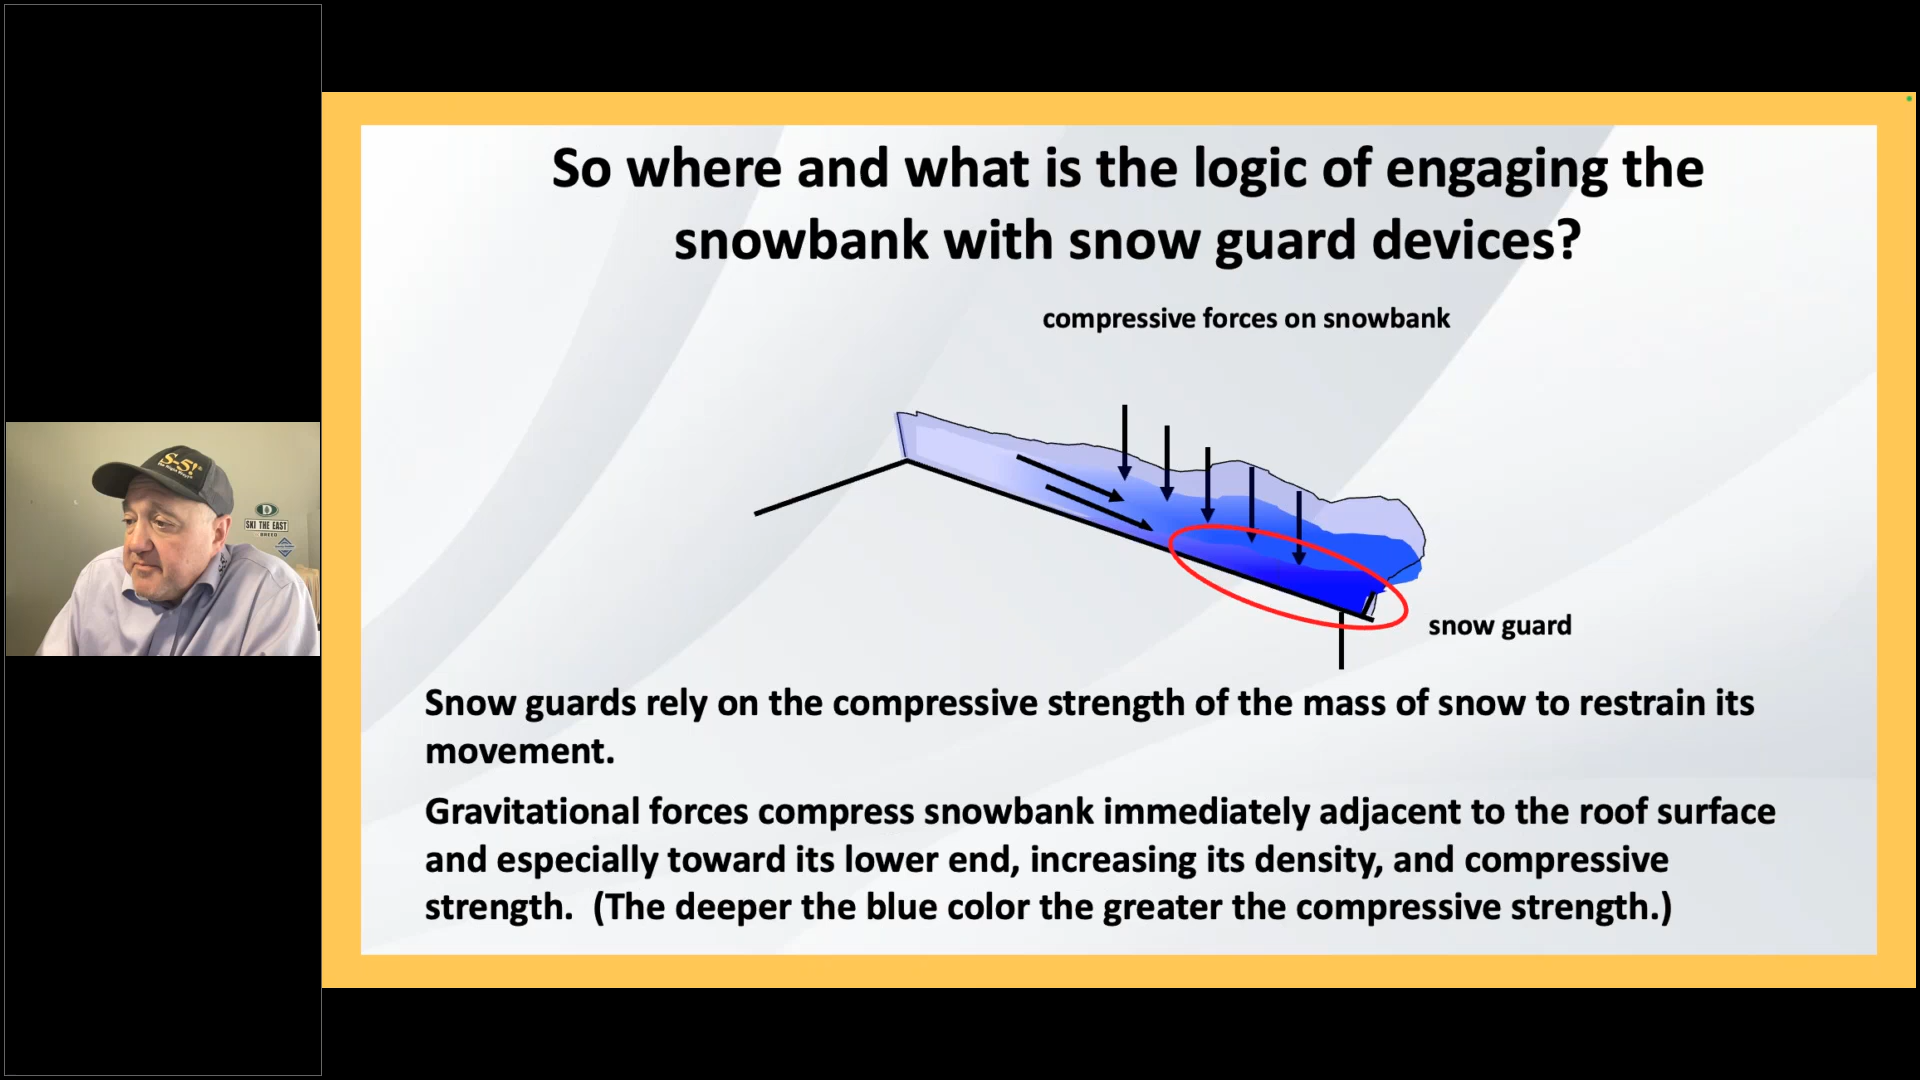 So where and what is the logic of engaging the
snowbank with snow guard devices?
compressive forces on snowbank
snow guard
Snow guards rely on the compressive strength of the mass of snow to restrain its
movement.
Gravitational forces compress snowbank immediately adjacent to the roof surface
and especially toward its lower end, increasing its density, and compressive
strength. (The deeper the blue color the greater the compressive strength.)
S-5!
SKI THE EAST